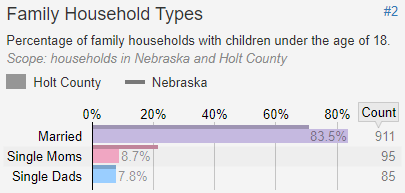 Family Household Types #2
Percentage of family households with children under the age of 18.
Scope: households in Nebraska and Holt County
Holt County Nebraska
0% 20% 40% 60% 80% Count
Married 83.5% 911
Single Moms 8.7% 95
Single Dads 7.8% 85